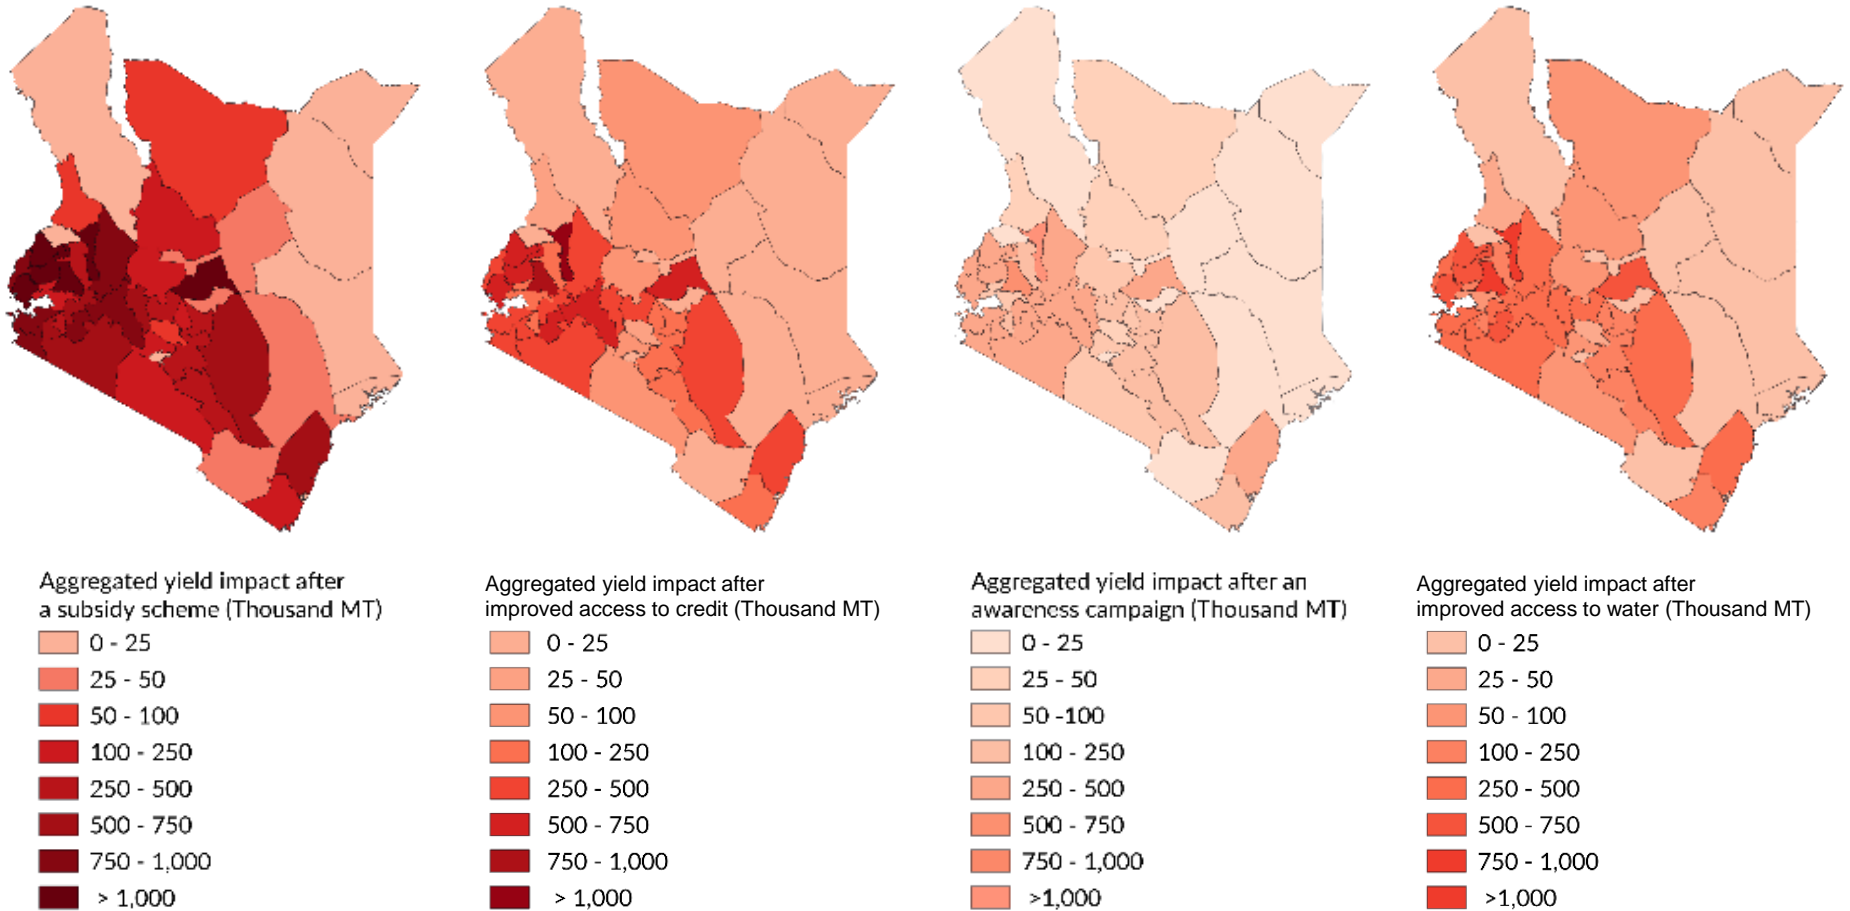 Aggregated yield impact after
a subsidy scheme (Thousand MT)
0 - 25
25 - 50
50 - 100
100 - 250
250 - 500
500 - 750
750 - 1,000
> 1,000
Aggregated yield impact after
improved access to credit (Thousand MT)
0 - 25
25 - 50
50 - 100
100 - 250
250 - 500
500 - 750
750 - 1,000
> 1,000
Aggregated yield impact after an
awareness campaign (Thousand MT)
0 - 25
25 - 50
50 -100
100 - 250
250 - 500
500 - 750
750 - 1,000
>1,000
Aggregated yield impact after
improved access to water (Thousand MT)
0 - 25
25 - 50
50 - 100
100 - 250
250 - 500
500 - 750
750 - 1,000
>1,000